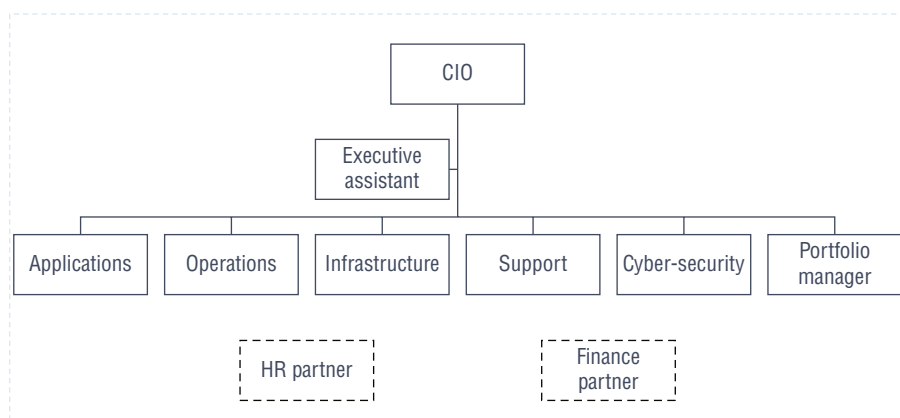 CIO
Executive
assistant
Applications
Operations
Infrastructure
Support
Cyber-security
Portfolio
manager
HR partner
Finance
partner